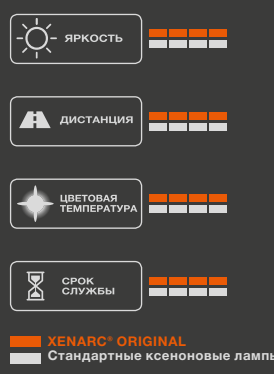 ЯРКОСТЬ
ДИСТАНЦИЯ
ЦВЕТОВАЯ
ТЕМПЕРАТУРА
СРОК
СЛУЖБЫ
XENARC® ORIGINAL
Стандартные ксеноновые лампы